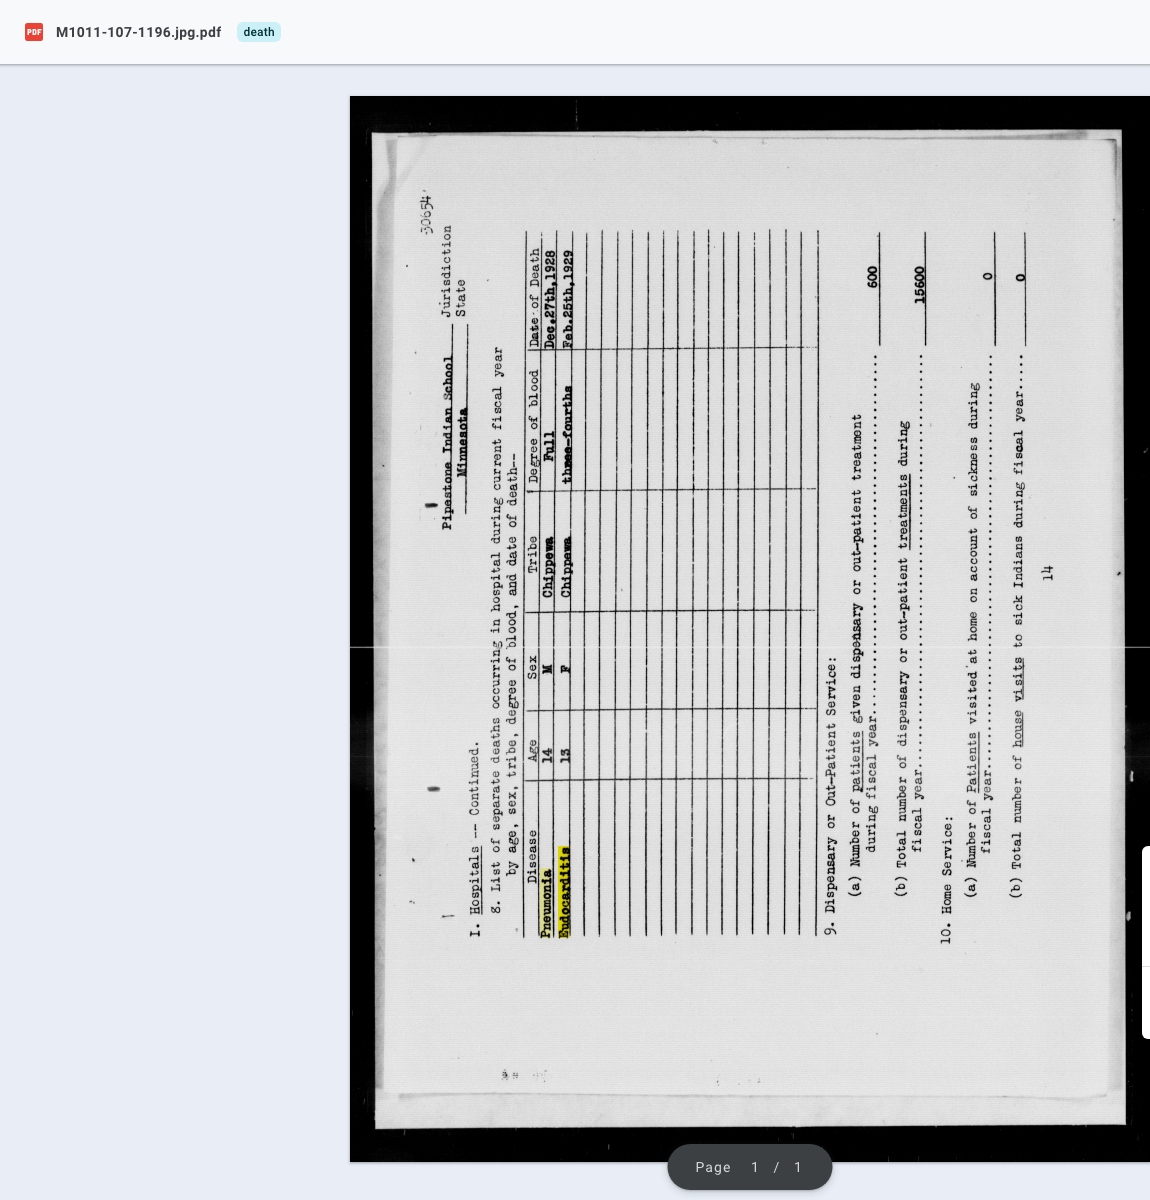 PDF M1011-107-1196.jpg.pdf death
30654
Pipestone Indian School Jurisdiction
Minnesota State
I. Hospitals -- Continued.
8. List of separate deaths occurring in hospital during current fiscal year
by age, sex, tribe, degree of blood, and date of death--
Disease Age Sex Tribe Degree of blood Date of Death
Pneumonia 14 M Chippewa Full Dec.27th,1928
Eudocarditis 13 F Chippewa three-fourths Feb.25th,1929
9. Dispensary or Out-Patient Service:
(a) Number of patients given dispensary or out-patient treatment
during fiscal year.......................................................... 600
(b) Total number of dispensary or out-patient treatments during
fiscal year.......................................................... 15600
10. Home Service:
(a) Number of Patients visited at home on account of sickness during
fiscal year.......................................................... 0
(b) Total number of house visits to sick Indians during fiscal year..... 0
14
Page 1 / 1